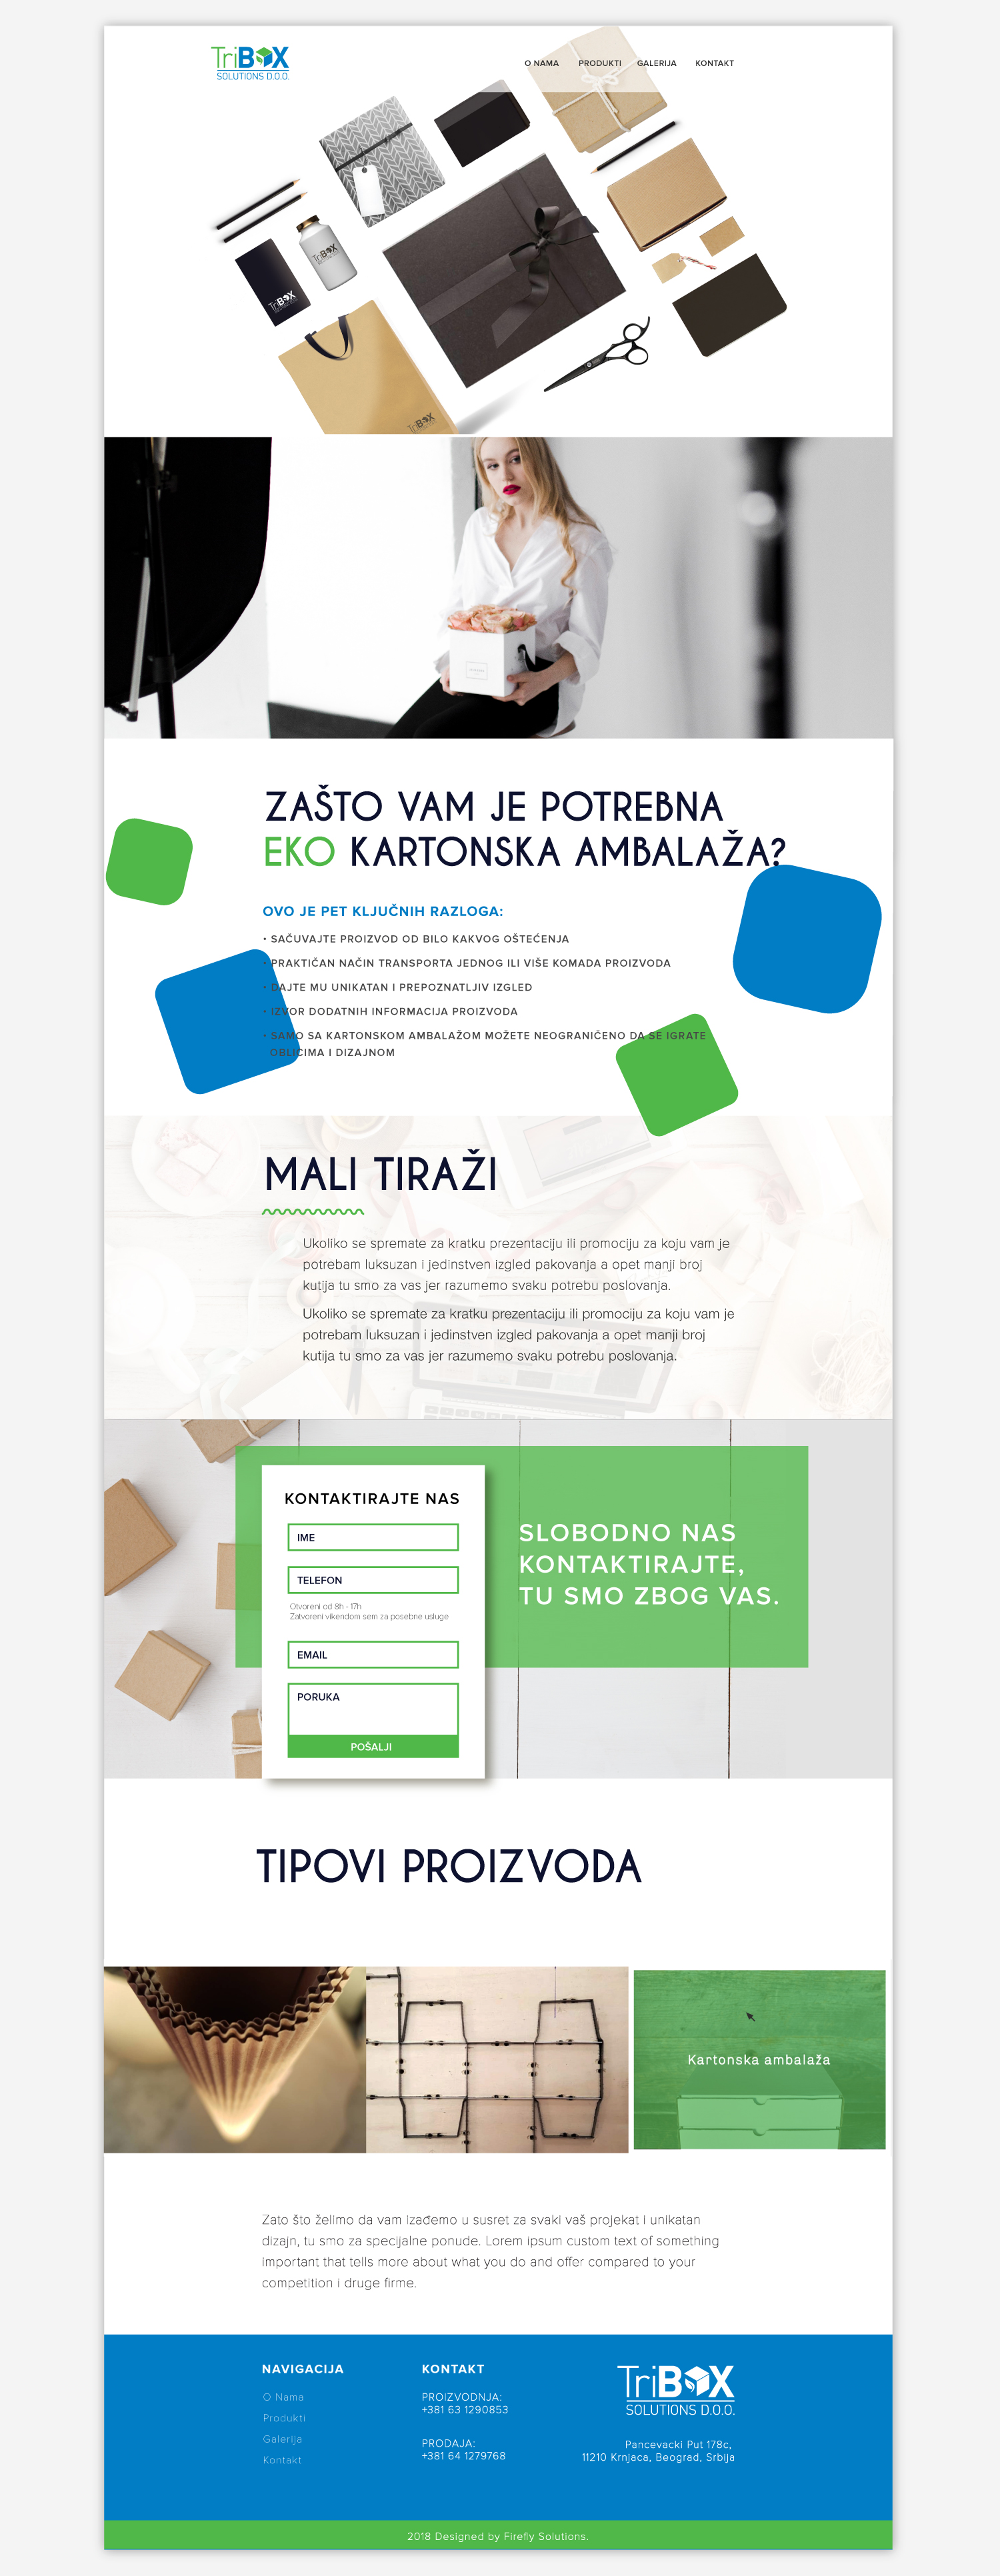 TriBOX
SOLUTIONS D.O.O.
O NAMA PRODUKTI GALERIJA KONTAKT
TriBOX
TriBOX
TriBOX
ZAŠTO VAM JE POTREBNA
EKO KARTONSKA AMBALAŽA?
OVO JE PET KLJUČNIH RAZLOGA:
• SAČUVAJTE PROIZVOD OD BILO KAKVOG OŠTEĆENJA
• PRAKTIČAN NAČIN TRANSPORTA JEDNOG ILI VIŠE KOMADA PROIZVODA
• DAJTE MU UNIKATAN I PREPOZNATLJIV IZGLED
• IZVOR DODATNIH INFORMACIJA PROIZVODA
• SAMO SA KARTONSKOM AMBALAŽOM MOŽETE NEOGRANIČENO DA SE IGRATE
OBLICIMA I DIZAJNOM
MALI TIRAŽI
Ukoliko se spremate za kratku prezentaciju ili promociju za koju vam je
potrebam luksuzan i jedinstven izgled pakovanja a opet manji broj
kutija tu smo za vas jer razumemo svaku potrebu poslovanja.
Ukoliko se spremate za kratku prezentaciju ili promociju za koju vam je
potrebam luksuzan i jedinstven izgled pakovanja a opet manji broj
kutija tu smo za vas jer razumemo svaku potrebu poslovanja.
KONTAKTIRAJTE NAS
IME
TELEFON
Otvoreni od 8h - 17h
Zatvoreni vikendom sem za posebne usluge
EMAIL
PORUKA
POŠALJI
SLOBODNO NAS
KONTAKTIRAJTE,
TU SMO ZBOG VAS.
TIPOVI PROIZVODA
Kartonska ambalaža
Zato što želimo da vam izađemo u susret za svaki vaš projekat i unikatan
dizajn, tu smo za specijalne ponude. Lorem ipsum custom text of something
important that tells more about what you do and offer compared to your
competition i druge firme.
NAVIGACIJA
O Nama
Produkti
Galerija
Kontakt
KONTAKT
PROIZVODNJA:
+381 63 1290853
PRODAJA:
+381 64 1279768
TriBOX
SOLUTIONS D.O.O.
Pancevacki Put 178c,
11210 Krnjaca, Beograd, Srbija
2018 Designed by Firefly Solutions.